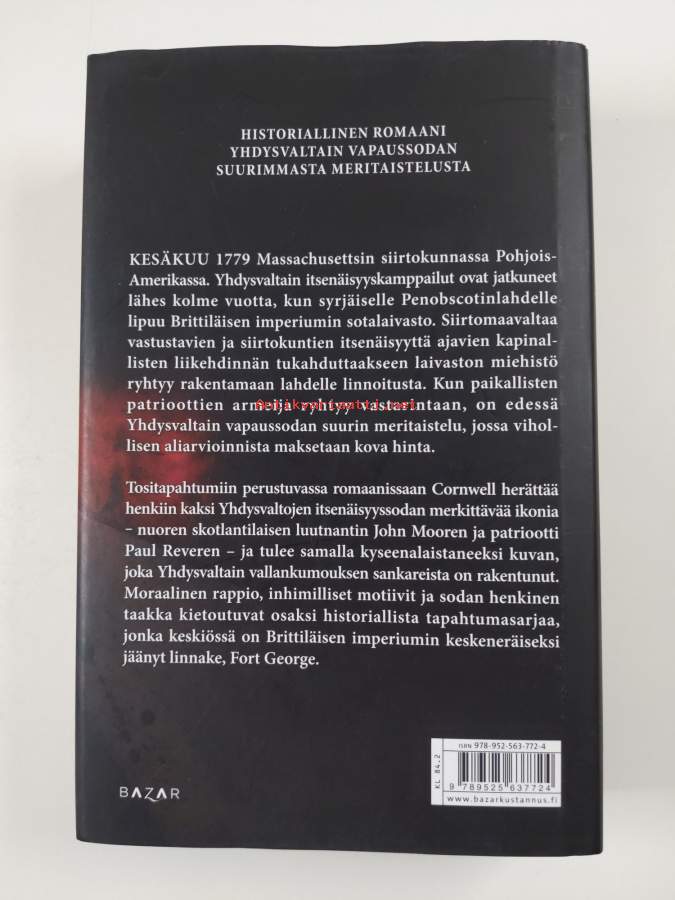 HISTORIALLINEN ROMAANI
YHDYSVALTAIN VAPAUSSODAN
SUURIMMASTA MERITAISTELUSTA
KESÄKUU 1779 Massachusettsin siirtokunnassa Pohjois-
Amerikassa. Yhdysvaltain itsenäisyyskamppailut ovat jatkuneet
lähes kolme vuotta, kun syrjäiselle Penobscotinlahdelle
lipuu Brittiläisen imperiumin sotalaivasto. Siirtomaavaltaa
vastustavien ja siirtokuntien itsenäisyyttä ajavien kapinal-
listen liikehdinnän tukahduttaakseen laivaston miehistö
ryhtyy rakentamaan lahdelle linnoitusta. Kun paikallisten
patrioottien armeija ryhtyy vastarintaan, on edessä
Yhdysvaltain vapaussodan suurin meritaistelu, jossa vihol-
lisen aliarvioinnista maksetaan kova hinta.
Tositapahtumiin perustuvassa romaanissaan Cornwell herättää
henkiin kaksi Yhdysvaltojen itsenäisyyssodan merkittävää ikonia
– nuoren skotlantilaisen luutnantin John Mooren ja patriootti
Paul Reveren – ja tulee samalla kyseenalaistaneeksi kuvan,
joka Yhdysvaltain vallankumouksen sankareista on rakentunut.
Moraalinen rappio, inhimilliset motiivit ja sodan henkinen
taakka kietoutuvat osaksi historiallista tapahtumasarjaa,
jonka keskiössä on Brittiläisen imperiumin keskeneräiseksi
jäänyt linnake, Fort George.
BAZAR
KL 84.2
ISBN 978-952-563-772-4
9 789525 637724
www.bazarkustannus.fi